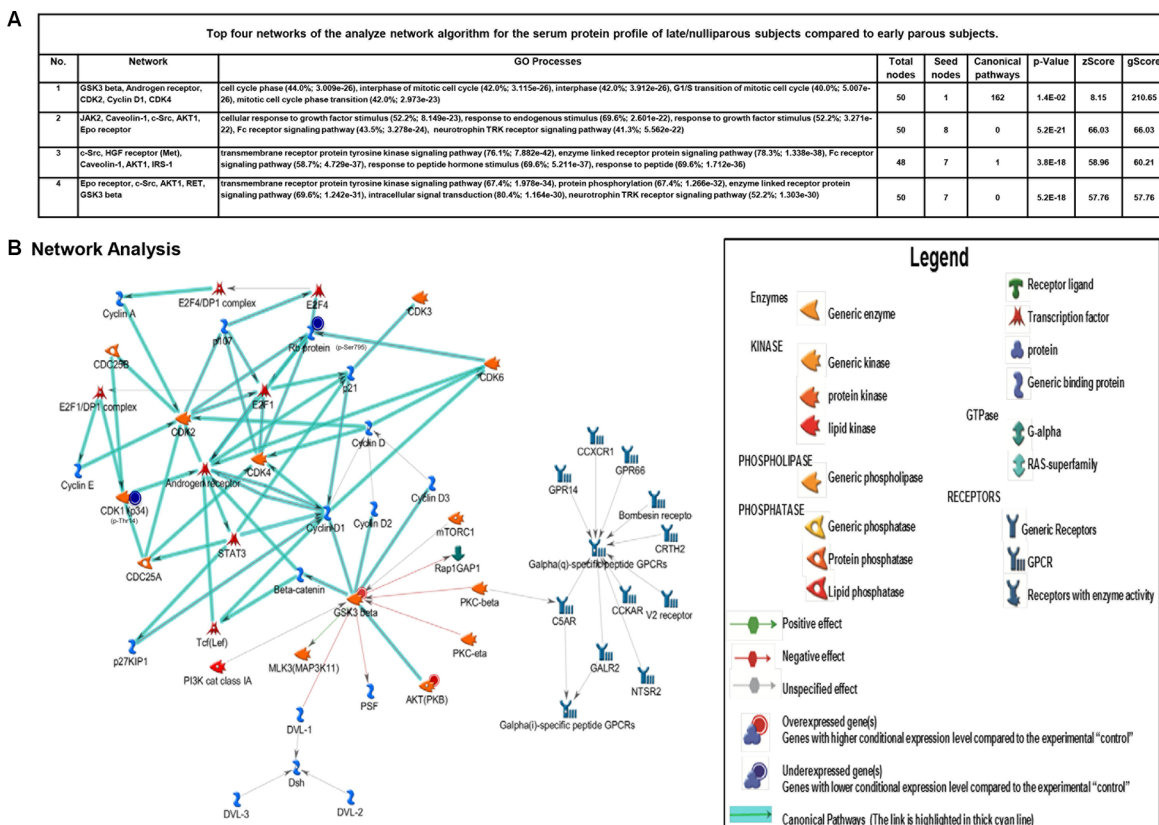 A
Top four networks of the analyze network algorithm for the serum protein profile of late/nulliparous subjects compared to early parous subjects.
No. Network GO Processes Total nodes Seed nodes Canonical pathways p-Value zScore gScore
1 GSK3 beta, Androgen receptor, CDK2, Cyclin D1, CDK4 cell cycle phase (44.0%; 3.009e-26), interphase of mitotic cell cycle (42.0%; 3.115e-26), interphase (42.0%; 3.912e-26), G1/S transition of mitotic cell cycle (40.0%; 5.007e-26), mitotic cell cycle phase transition (42.0%; 2.973e-23) 50 1 162 1.4E-02 8.15 210.65
2 JAK2, Caveolin-1, c-Src, AKT1, Epo receptor cellular response to growth factor stimulus (52.2%; 8.149e-23), response to endogenous stimulus (69.6%; 2.601e-22), response to growth factor stimulus (52.2%; 3.271e-22), Fc receptor signaling pathway (43.5%; 3.278e-24), neurotrophin TRK receptor signaling pathway (41.3%; 5.562e-22) 50 8 0 5.2E-21 66.03 66.03
3 c-Src, HGF receptor (Met), Caveolin-1, AKT1, IRS-1 transmembrane receptor protein tyrosine kinase signaling pathway (76.1%; 7.882e-42), enzyme linked receptor protein signaling pathway (78.3%; 1.338e-38), Fc receptor signaling pathway (58.7%; 4.729e-37), response to peptide hormone stimulus (69.6%; 5.211e-37), response to peptide (69.6%; 1.712e-36) 48 7 1 3.8E-18 58.96 60.21
4 Epo receptor, c-Src, AKT1, RET, GSK3 beta transmembrane receptor protein tyrosine kinase signaling pathway (67.4%; 1.978e-34), protein phosphorylation (67.4%; 1.266e-32), enzyme linked receptor protein signaling pathway (69.6%; 1.242e-31), intracellular signal transduction (80.4%; 1.164e-30), neurotrophin TRK receptor signaling pathway (52.2%; 1.303e-30) 50 7 0 5.2E-18 57.76 57.76
B Network Analysis
E2F4/DP1 complex
E2F4
CDK3
Cyclin A
p107
Rb protein (p-Ser795)
CDC25B
CDK6
p21
E2F1/DP1 complex
E2F1
CDK2
Cyclin D
CCXCR1
GPR66
Cyclin E
Androgen receptor
CDK4
GPR14
Cyclin D3
CDK1 (p34)
(p-Thr14)
Bombesin recepto
Cyclin D1
Cyclin D2
mTORC1
CRTH2
STAT3
Galpha(q)-specific peptide GPCRs
CDC25A
Rap1GAP1
Beta-catenin
PKC-beta
GSK3 beta
CCKAR
V2 receptor
C5AR
Tcf(Lef)
p27KIP1
PKC-eta
MLK3(MAP3K11)
PI3K cat class IA
GALR2
NTSR2
PSF
AKT(PKB)
Galpha(i)-specific peptide GPCRs
DVL-1
Dsh
DVL-3
DVL-2
Legend
Enzymes
Generic enzyme
KINASE
Generic kinase
protein kinase
lipid kinase
PHOSPHOLIPASE
Generic phospholipase
PHOSPHATASE
Generic phosphatase
Protein phosphatase
Lipid phosphatase
Receptor ligand
Transcription factor
protein
Generic binding protein
GTPase
G-alpha
RAS-superfamily
RECEPTORS
Generic Receptors
GPCR
Receptors with enzyme activity
Positive effect
Negative effect
Unspecified effect
Overexpressed gene(s)
Genes with higher conditional expression level compared to the experimental "control"
Underexpressed gene(s)
Genes with lower conditional expression level compared to the experimental "control"
Canonical Pathways (The link is highlighted in thick cyan line)